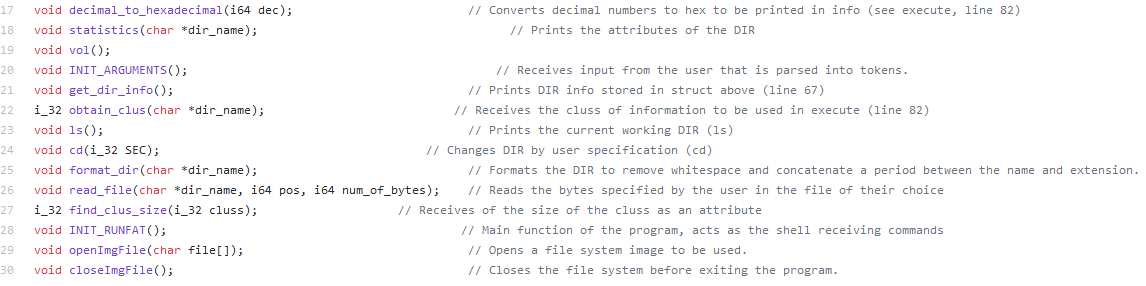 17 void decimal_to_hexadecimal(i64 dec); // Converts decimal numbers to hex to be printed in info (see execute, line 82)
18 void statistics(char *dir_name); // Prints the attributes of the DIR
19 void vol();
20 void INIT_ARGUMENTS(); // Receives input from the user that is parsed into tokens.
21 void get_dir_info(); // Prints DIR info stored in struct above (line 67)
22 i_32 obtain_clus(char *dir_name); // Receives the cluss of information to be used in execute (line 82)
23 void ls(); // Prints the current working DIR (ls)
24 void cd(i_32 SEC); // Changes DIR by user specification (cd)
25 void format_dir(char *dir_name); // Formats the DIR to remove whitespace and concatenate a period between the name and extension.
26 void read_file(char *dir_name, i64 pos, i64 num_of_bytes); // Reads the bytes specified by the user in the file of their choice
27 i_32 find_clus_size(i_32 cluss); // Receives of the size of the cluss as an attribute
28 void INIT_RUNFAT(); // Main function of the program, acts as the shell receiving commands
29 void openImgFile(char file[]); // Opens a file system image to be used.
30 void closeImgFile(); // Closes the file system before exiting the program.